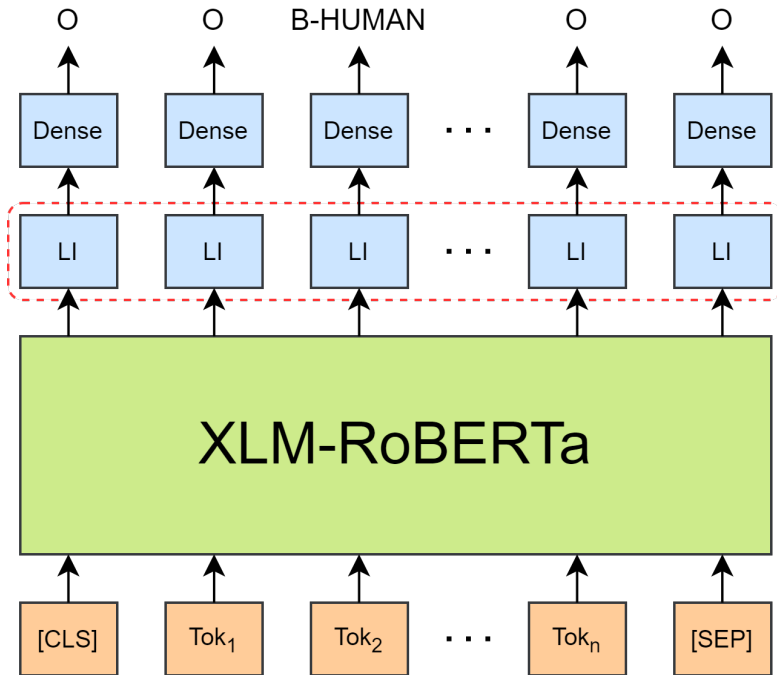 O O B-HUMAN O O
Dense Dense Dense ... Dense Dense
LI LI LI ... LI LI
XLM-RoBERTa
[CLS] Tok1 Tok2 ... Tokn [SEP]